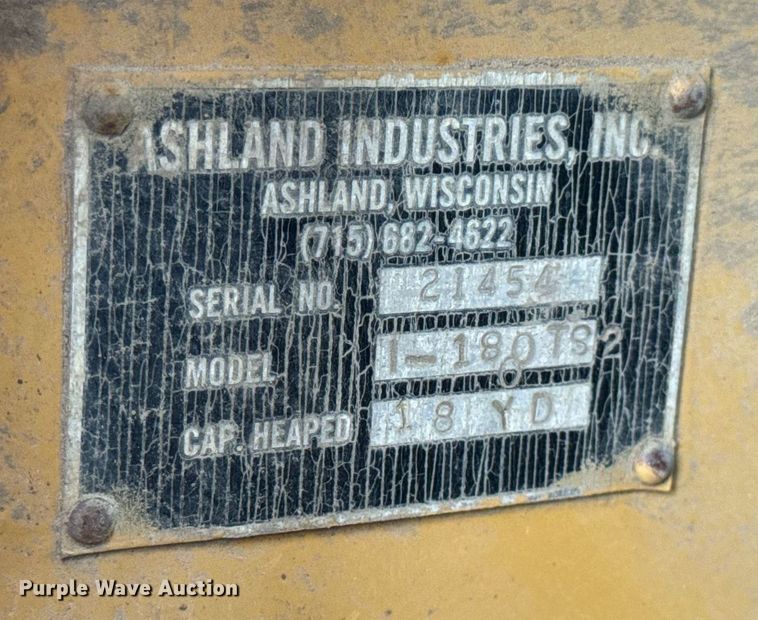 ASHLAND INDUSTRIES, INC.
ASHLAND, WISCONSIN
(715) 682-4622
SERIAL NO. 21454
MODEL I-180TS2
0
CAP. HEAPED 18 YD
Purple Wave Auction